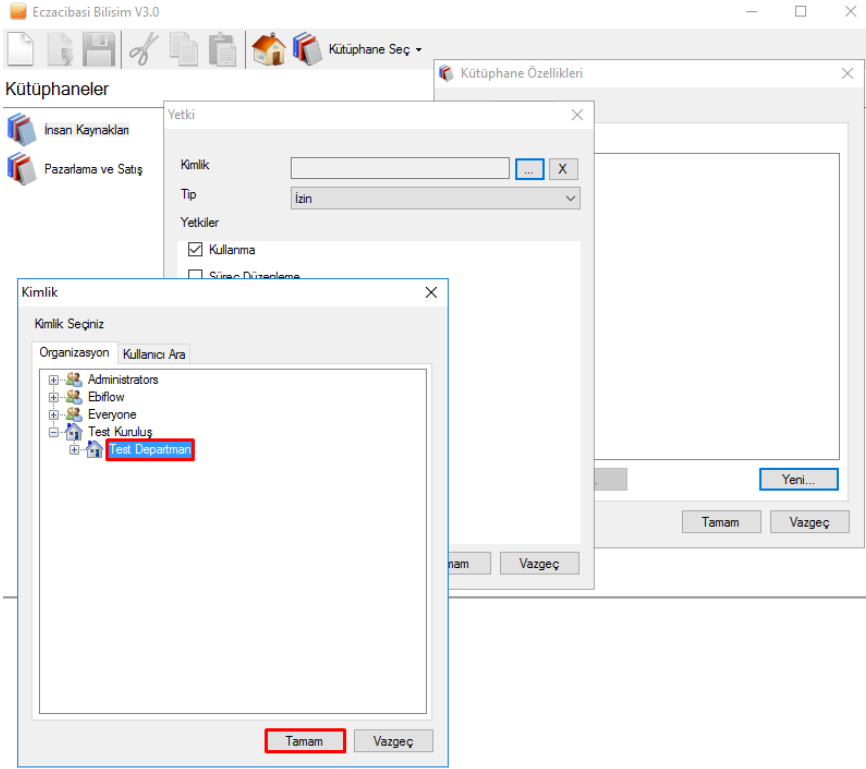 Eczacibasi Bilisim V3.0
Kütüphane Seç
Kütüphaneler
İnsan Kaynakları
Pazarlama ve Satış
Kütüphane Özellikleri
Yeni...
Tamam
Vazgeç
Yetki
Kimlik
...
X
Tip
İzin
Yetkiler
Kullanma
Süreç Düzenleme
Vazgeç
Kimlik
Kimlik Seçiniz
Organizasyon
Kullanıcı Ara
Administrators
Ebiflow
Everyone
Test Kuruluş
Test Departman
Tamam
Vazgeç